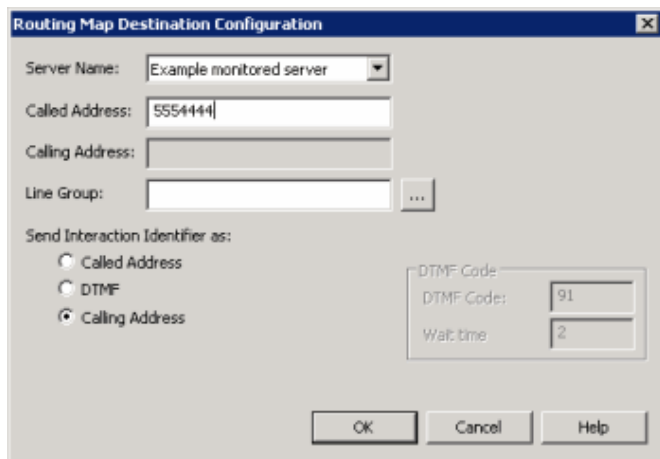 Routing Map Destination Configuration
Server Name: Example monitored server
Called Address: 5554444
Calling Address:
Line Group: ...
Send Interaction Identifier as:
Called Address
DTMF
Calling Address
DTMF Code
DTMF Code: 91
Wait time 2
OK Cancel Help